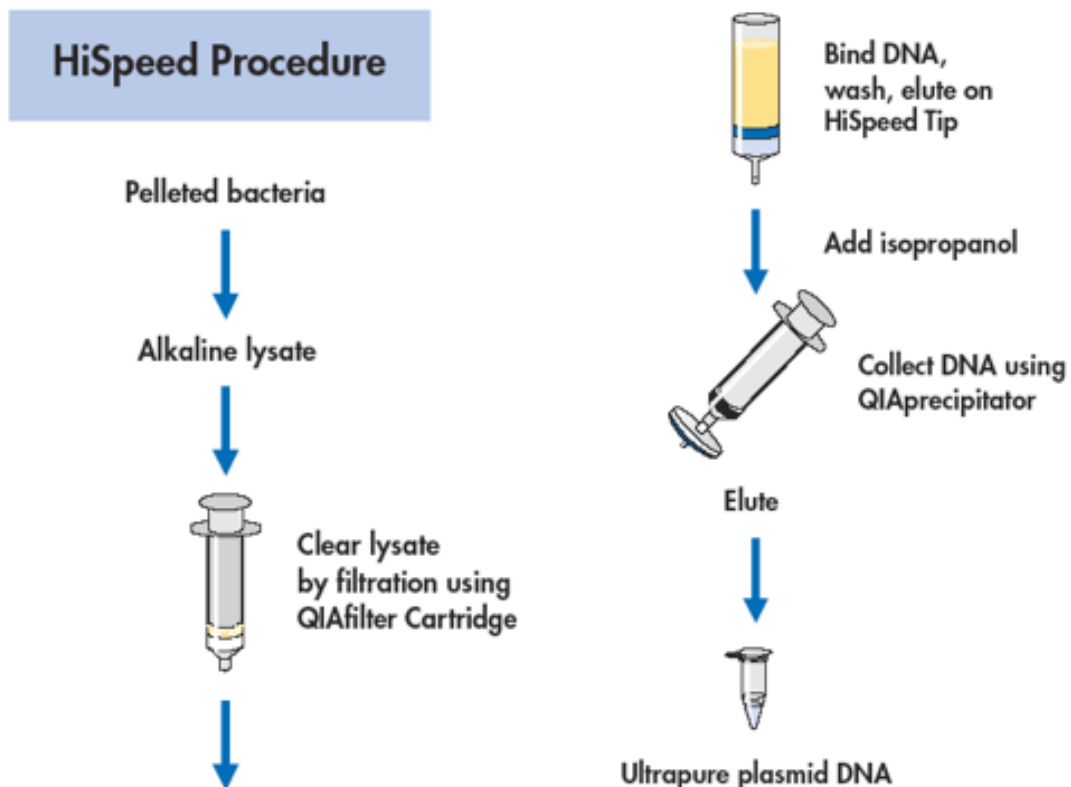 HiSpeed Procedure
Pelleted bacteria
Alkaline lysate
Clear lysate
by filtration using
QIAfilter Cartridge
Bind DNA,
wash, elute on
HiSpeed Tip
Add isopropanol
Collect DNA using
QIAprecipitator
Elute
Ultrapure plasmid DNA